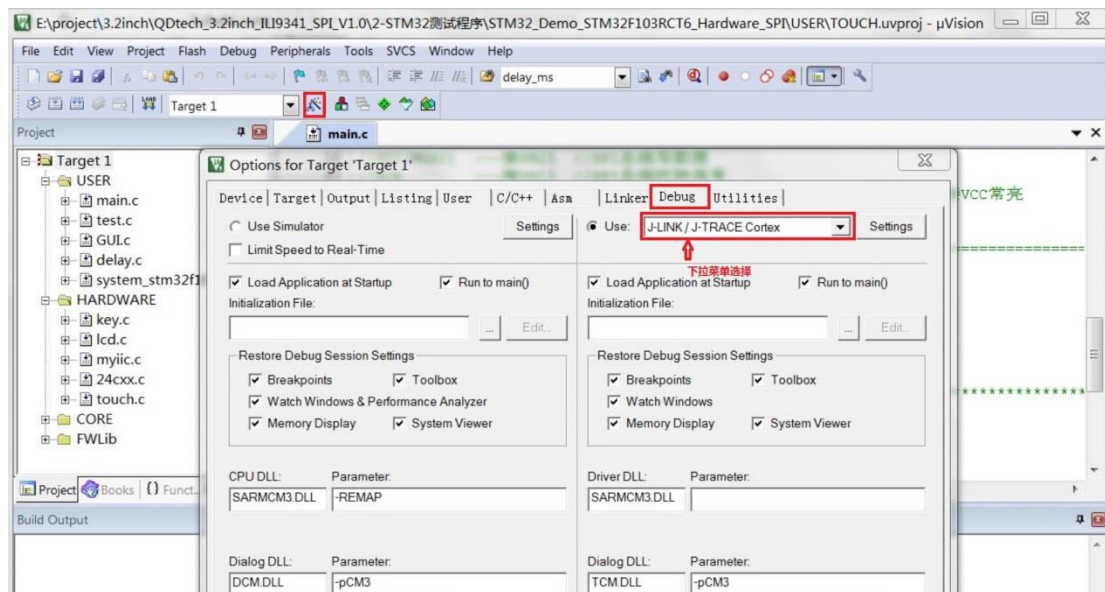 E:\project\3.2inch\QDtech_3.2inch_ILI9341_SPI_V1.0\2-STM32测试程序\STM32_Demo_STM32F103RCT6_Hardware_SPI\USER\TOUCH.uvproj - µVision
File Edit View Project Flash Debug Peripherals Tools SVCS Window Help
delay_ms
LOAD Target 1
Project
main.c
Target 1
USER
main.c
test.c
GUI.c
delay.c
system_stm32f1
HARDWARE
key.c
lcd.c
myiic.c
24cxx.c
touch.c
CORE
FWLib
Project Books {} Funct...
Build Output
VCC常亮
==============
**************
Options for Target 'Target 1'
Device Target Output Listing User C/C++ Asm Linker Debug Utilities
Use Simulator Settings
Limit Speed to Real-Time
Use: J-LINK / J-TRACE Cortex Settings
下拉菜单选择
Load Application at Startup Run to main()
Initialization File:
... Edit...
Restore Debug Session Settings
Breakpoints Toolbox
Watch Windows & Performance Analyzer
Memory Display System Viewer
CPU DLL: Parameter:
SARMCM3.DLL -REMAP
Dialog DLL: Parameter:
DCM.DLL -pCM3
Load Application at Startup Run to main()
Initialization File:
... Edit...
Restore Debug Session Settings
Breakpoints Toolbox
Watch Windows
Memory Display System Viewer
Driver DLL: Parameter:
SARMCM3.DLL
Dialog DLL: Parameter:
TCM.DLL -pCM3